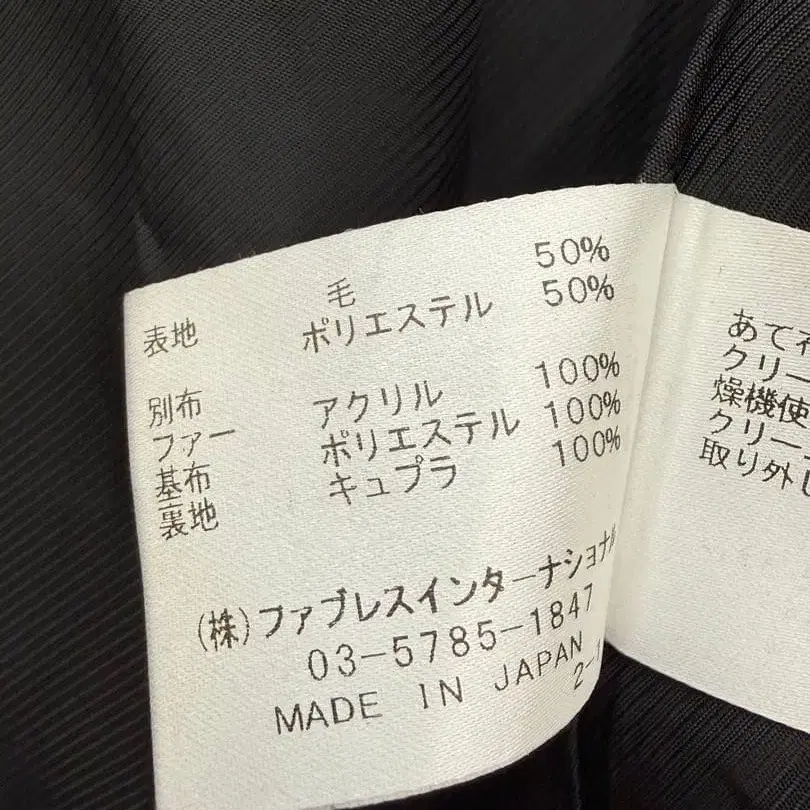 表地 毛 50%
ポリエステル 50%
別布
ファー アクリル 100%
基布 ポリエステル 100%
裏地 キュプラ 100%
(株)ファブレスインターナショナル
03-5785-1847
MADE IN JAPAN
2-
あて
クリー
燥機使
クリー
取り外し